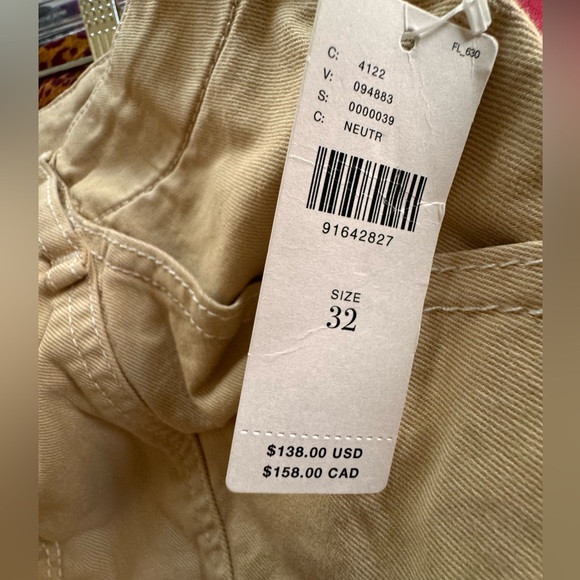 FL_630
C: 4122
V: 094883
S: 0000039
C: NEUTR
91642827
SIZE
32
$138.00 USD
$158.00 CAD